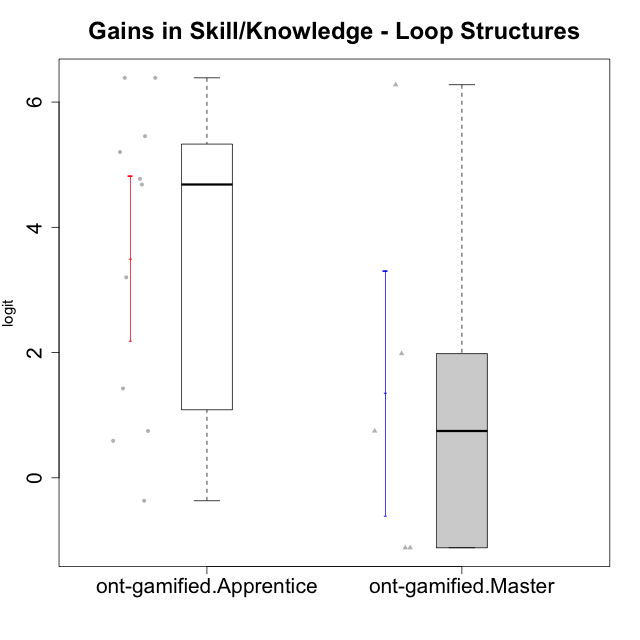 Gains in Skill/Knowledge - Loop Structures
6
4
2
0
logit
ont-gamified.Apprentice
ont-gamified.Master